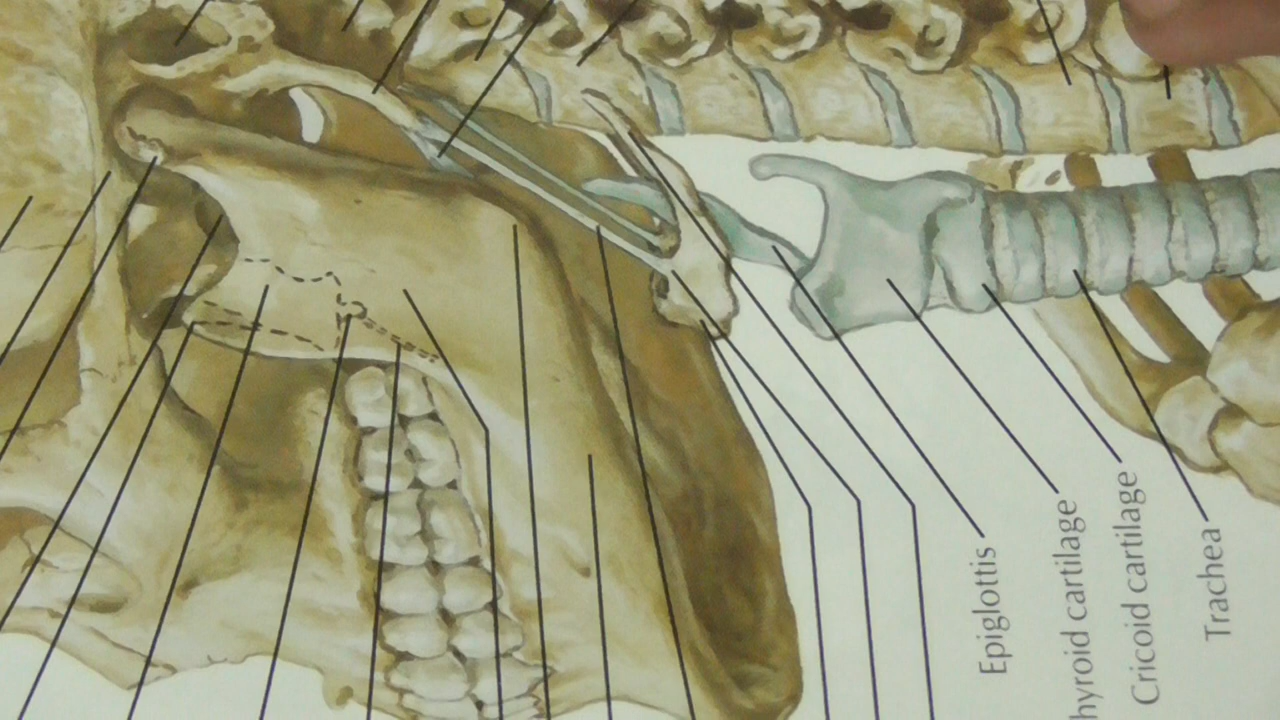 Epiglottis
hyroid cartilage
Cricoid cartilage
Trachea